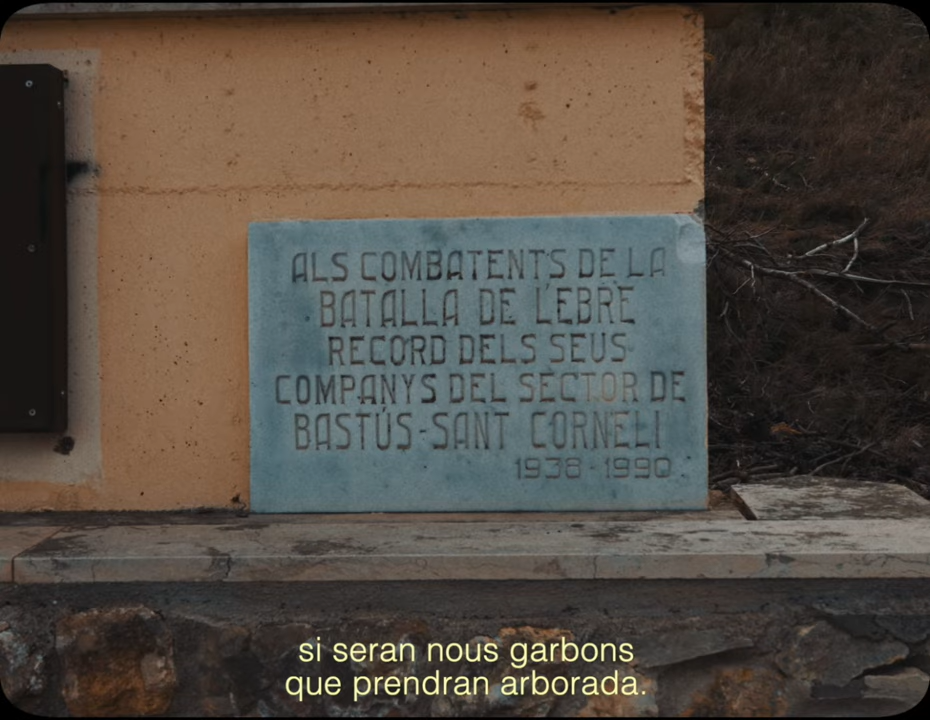 ALS COMBATENTS DE LA
BATALLA DE L'EBRE
RECORD DELS SEUS
COMPANYS DEL SECTOR DE
BASTÚS-SANT CORNELI
1938-1990.
si seran nous garbons
que prendran arborada.